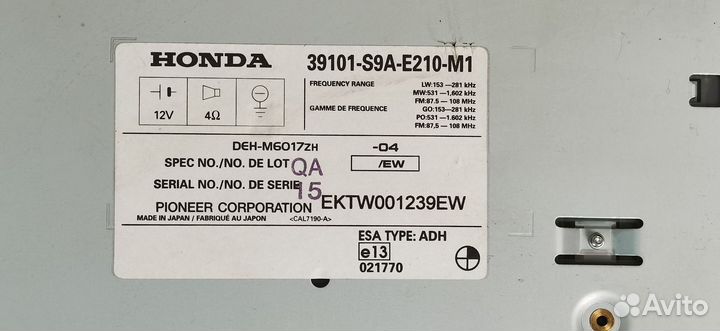 HONDA 39101-S9A-E210-M1
FREQUENCY RANGE LW:153—281 kHz
MW:531—1,602 kHz
FM:87.5— 108 MHz
GAMME DE FREQUENCE GO:153—281 kHz
PO:531—1.602 kHz
FM:87,5— 108 MHz
12V 4Ω
DEH-M6017ZH -04
SPEC NO./NO. DE LOT QA /EW
SERIAL NO./NO. DE SERIE 15
PIONEER CORPORATION EKTW001239EW
MADE IN JAPAN / FABRIQUÉ AU JAPON <CAL7190-A>
ESA TYPE: ADH
e13
021770
Avito